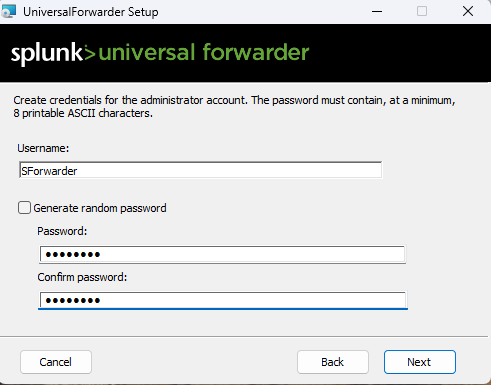 UniversalForwarder Setup
splunk>universal forwarder
Create credentials for the administrator account. The password must contain, at a minimum,
8 printable ASCII characters.
Username:
SForwarder
Generate random password
Password:
••••••••
Confirm password:
••••••••
Cancel
Back
Next